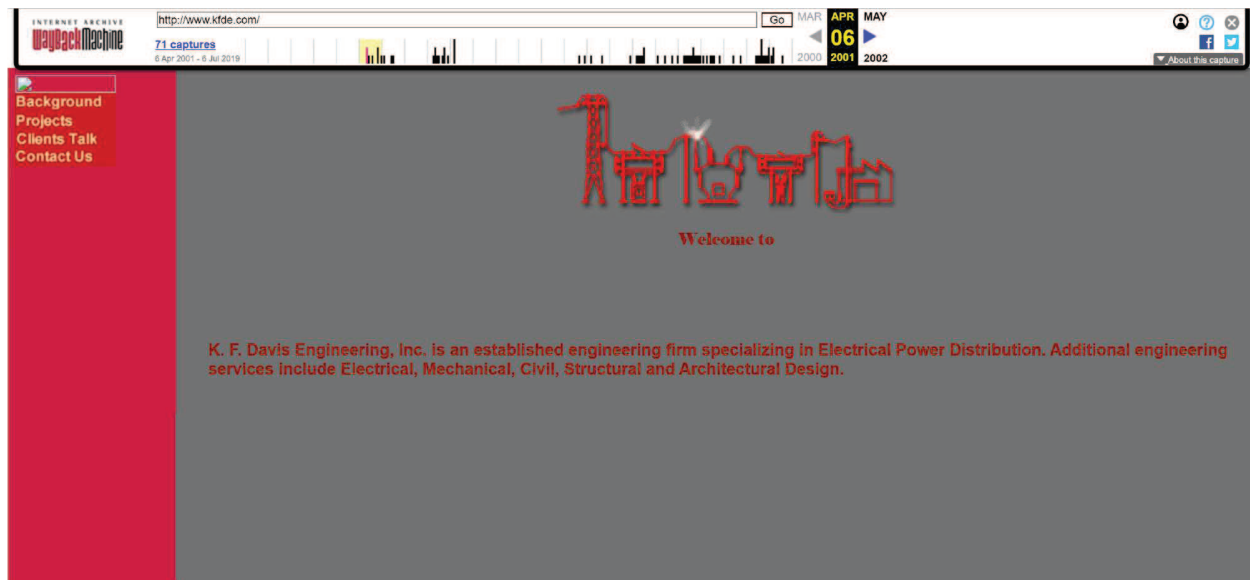 INTERNET ARCHIVE
WayBackMachine
http://www.kfde.com/
Go
MAR APR MAY
71 captures
06
6 Apr 2001 - 6 Jul 2019
2000 2001 2002
About this capture
Background
Projects
Clients Talk
Contact Us
Welcome to
K. F. Davis Engineering, Inc. is an established engineering firm specializing in Electrical Power Distribution. Additional engineering
services include Electrical, Mechanical, Civil, Structural and Architectural Design.